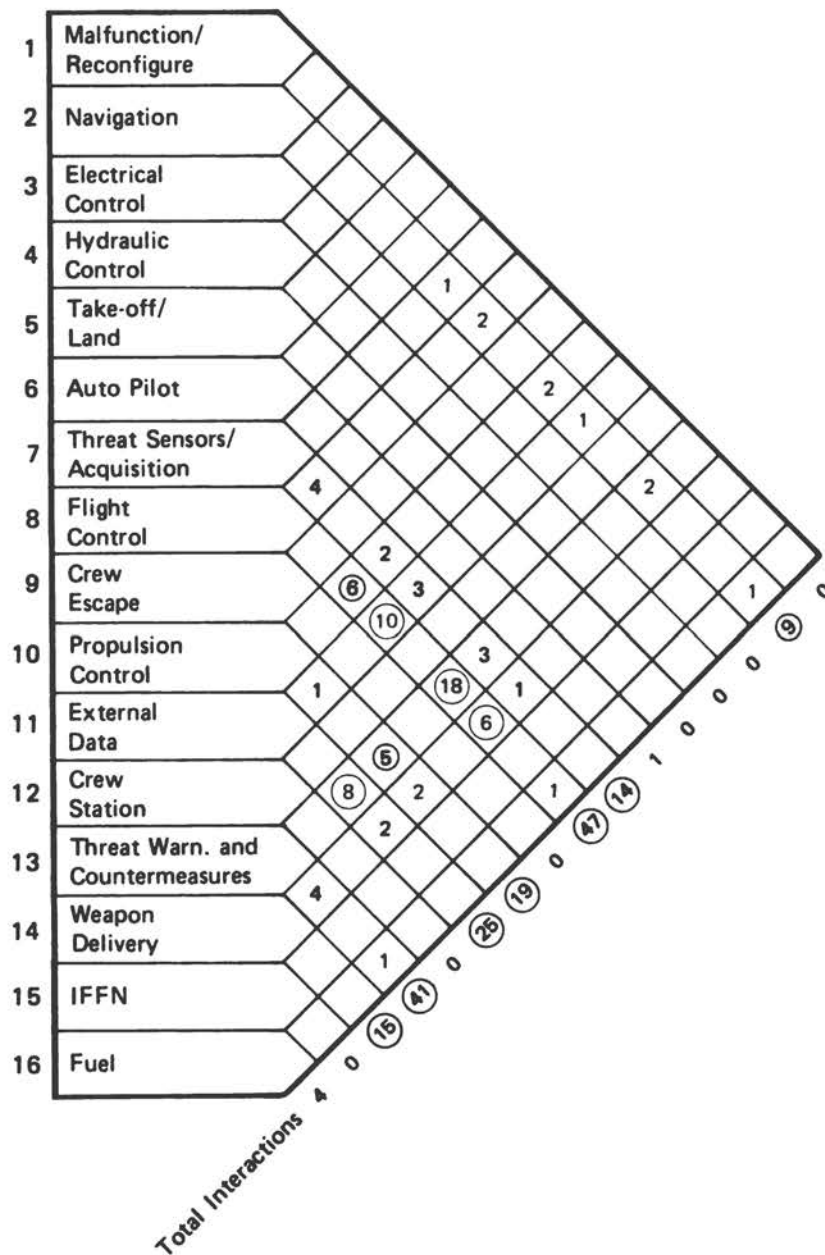 1 Malfunction/
Reconfigure
2 Navigation
3 Electrical
Control
4 Hydraulic
Control
1
5 Take-off/
Land
2
6 Auto Pilot
2
1
7 Threat Sensors/
Acquisition
4
2
8 Flight
Control
2
9 Crew
Escape
6
3
1
9
0
10
0
10 Propulsion
Control
3
0
1
18
1
0
11 External
Data
6
1
5
14
12 Crew
Station
8
2
1
47
2
0
13 Threat Warn. and
Countermeasures
4
19
14 Weapon
Delivery
25
1
0
15 IFFN
41
15
16 Fuel
0
4
Total Interactions